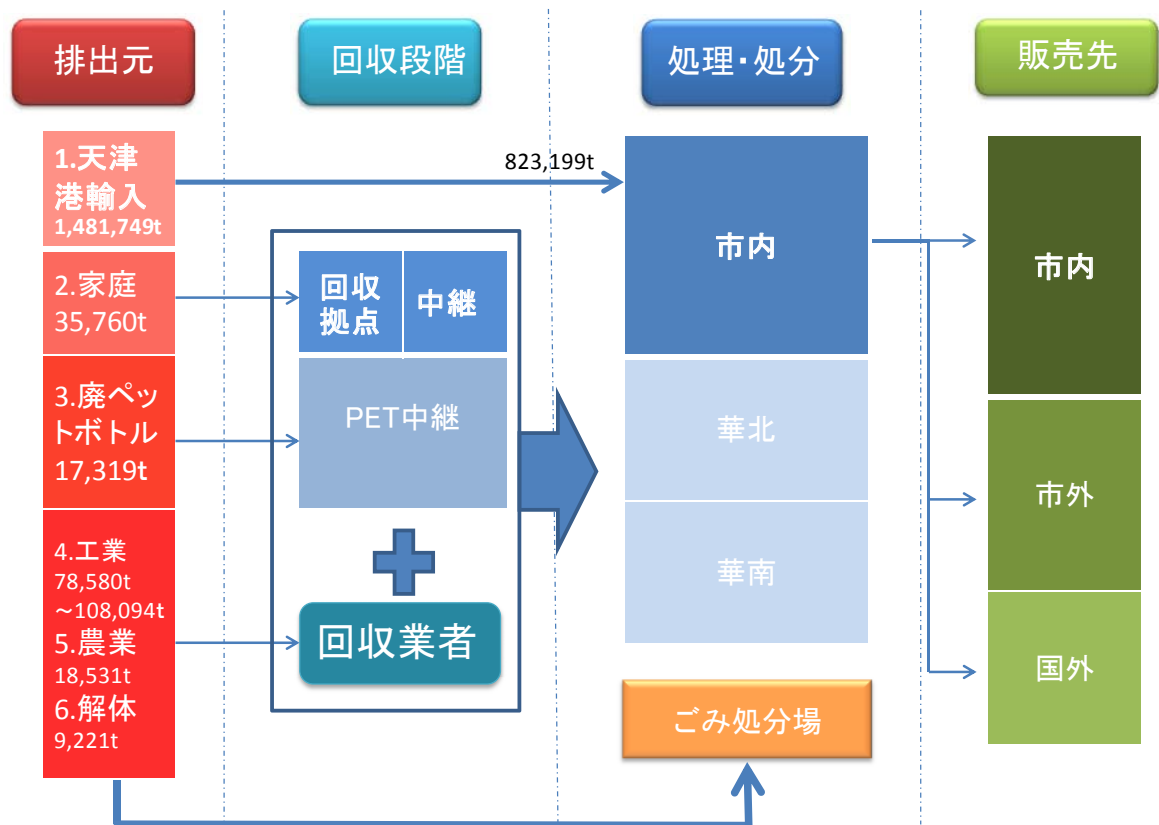 排出元
回収段階
処理・処分
販売先
1.天津
港輸入
1,481,749t
2.家庭
35,760t
3.廃ペッ
トボトル
17,319t
4.工業
78,580t
～108,094t
5.農業
18,531t
6.解体
9,221t
823,199t
回収
拠点
中継
PET中継
回収業者
市内
華北
華南
ごみ処分場
市内
市外
国外